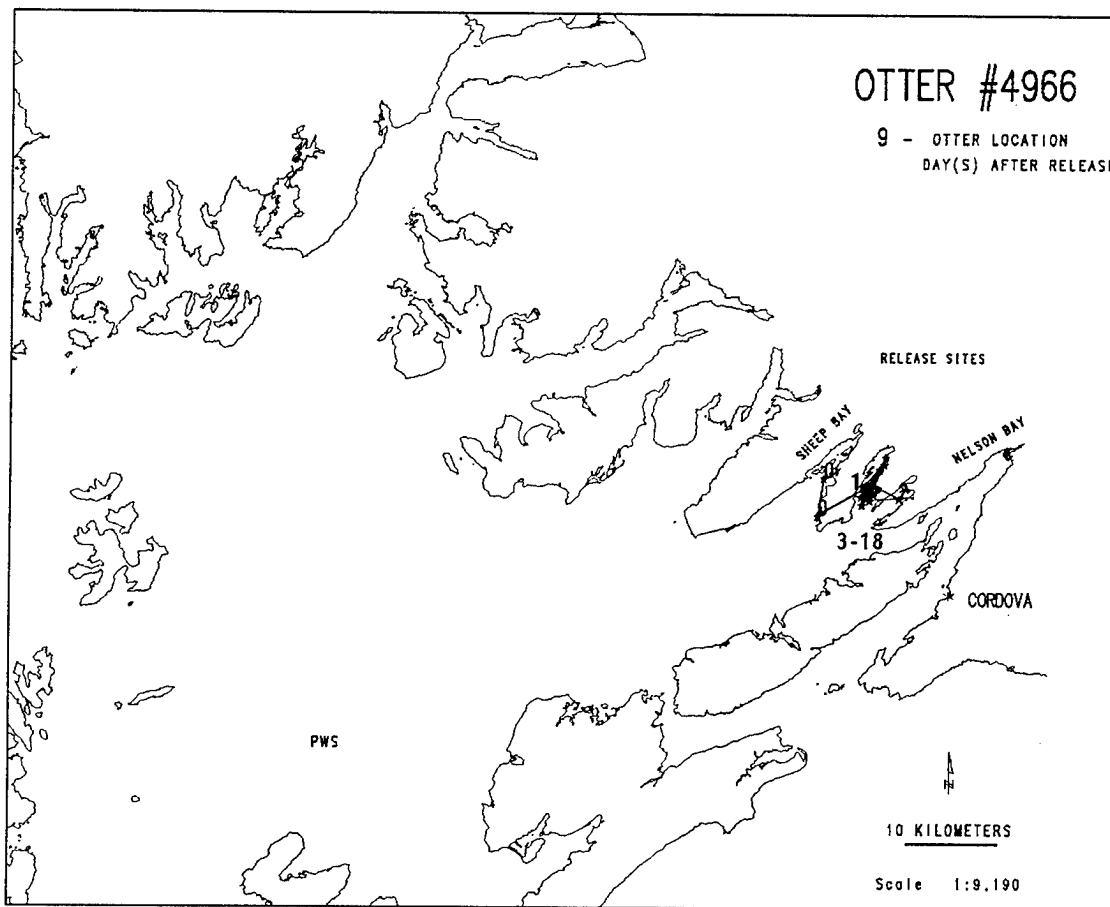 OTTER #4966
9 - OTTER LOCATION
DAY(S) AFTER RELEASE
RELEASE SITES
SHEEP BAY
NELSON BAY
1
0
3-18
CORDOVA
PWS
N
10 KILOMETERS
Scale 1:9,190